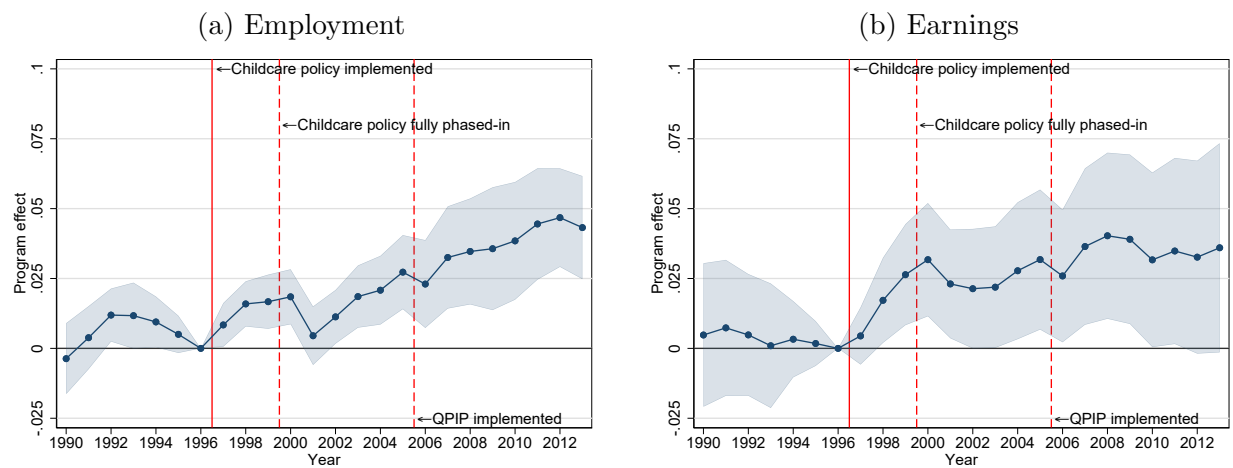 (a) Employment
.1
.075
.05
.025
0
-.025
Program effect
←Childcare policy implemented
←Childcare policy fully phased-in
←QPIP implemented
1990 1992 1994 1996 1998 2000 2002 2004 2006 2008 2010 2012
Year
(b) Earnings
.1
.075
.05
.025
0
-.025
Program effect
←Childcare policy implemented
←Childcare policy fully phased-in
←QPIP implemented
1990 1992 1994 1996 1998 2000 2002 2004 2006 2008 2010 2012
Year